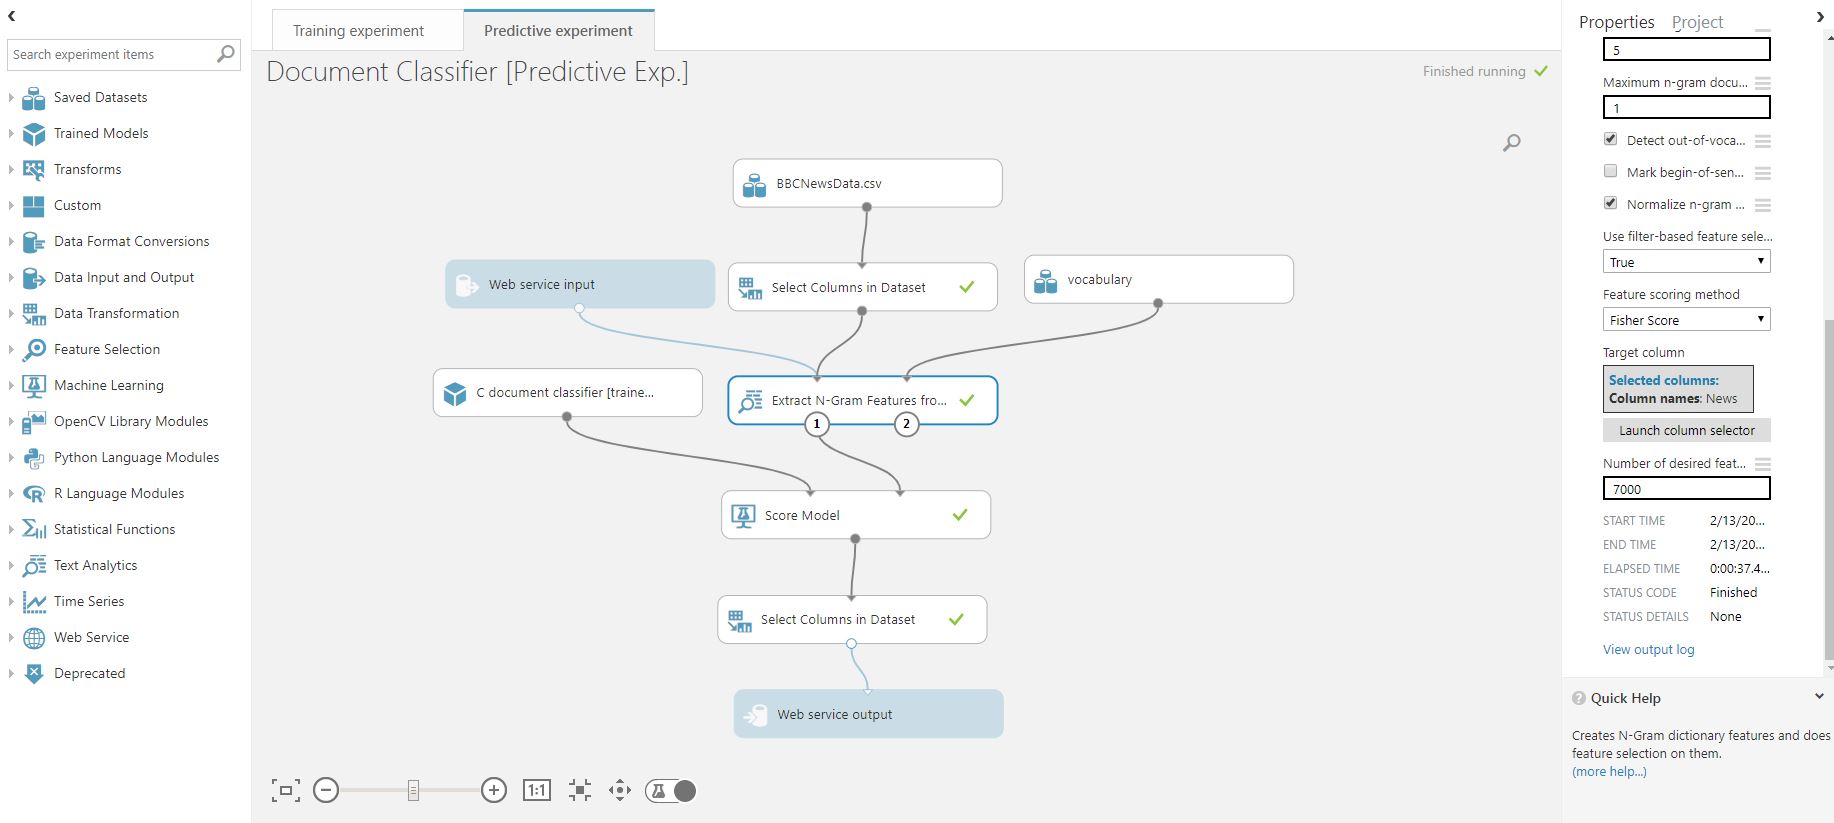 Search experiment items
Saved Datasets
Trained Models
Transforms
Custom
Data Format Conversions
Data Input and Output
Data Transformation
Feature Selection
Machine Learning
OpenCV Library Modules
Python Language Modules
R Language Modules
Statistical Functions
Text Analytics
Time Series
Web Service
Deprecated
Training experiment
Predictive experiment
Document Classifier [Predictive Exp.]
Finished running
BBCNewsData.csv
Web service input
Select Columns in Dataset
vocabulary
C document classifier [traine...
Extract N-Gram Features fro...
1
2
Score Model
Select Columns in Dataset
Web service output
1:1
Properties
Project
5
Maximum n-gram docu...
1
Detect out-of-voca...
Mark begin-of-sen...
Normalize n-gram ...
Use filter-based feature sele...
True
Feature scoring method
Fisher Score
Target column
Selected columns:
Column names: News
Launch column selector
Number of desired feat...
7000
START TIME 2/13/20...
END TIME 2/13/20...
ELAPSED TIME 0:00:37.4...
STATUS CODE Finished
STATUS DETAILS None
View output log
? Quick Help
Creates N-Gram dictionary features and does
feature selection on them.
(more help...)